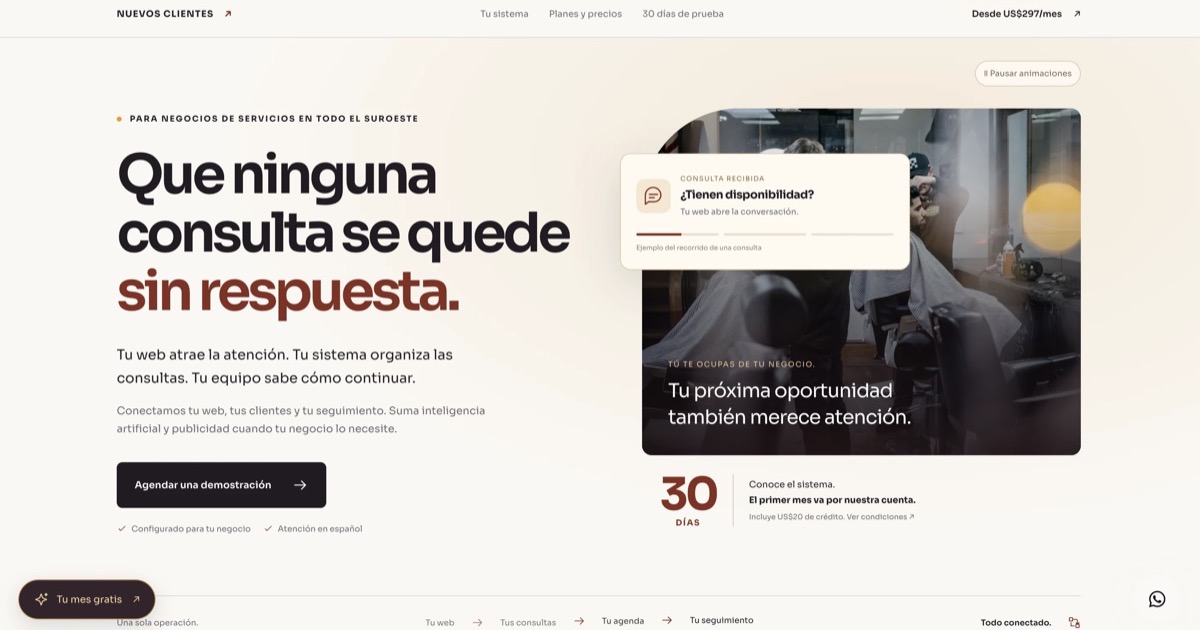 NUEVOS CLIENTES ↗
Tu sistema
Planes y precios
30 días de prueba
Desde US$297/mes ↗
Pausar animaciones
PARA NEGOCIOS DE SERVICIOS EN TODO EL SUROESTE
Que ninguna
consulta se quede
sin respuesta.
Tu web atrae la atención. Tu sistema organiza las
consultas. Tu equipo sabe cómo continuar.
Conectamos tu web, tus clientes y tu seguimiento. Suma inteligencia
artificial y publicidad cuando tu negocio lo necesite.
Agendar una demostración →
✓ Configurado para tu negocio
✓ Atención en español
CONSULTA RECIBIDA
¿Tienen disponibilidad?
Tu web abre la conversación.
Ejemplo del recorrido de una consulta
TÚ TE OCUPAS DE TU NEGOCIO.
Tu próxima oportunidad
también merece atención.
30
DÍAS
Conoce el sistema.
El primer mes va por nuestra cuenta.
Incluye US$20 de crédito. Ver condiciones ↗
Tu mes gratis ↗
Una sola operación.
Tu web → Tus consultas → Tu agenda → Tu seguimiento
Todo conectado.